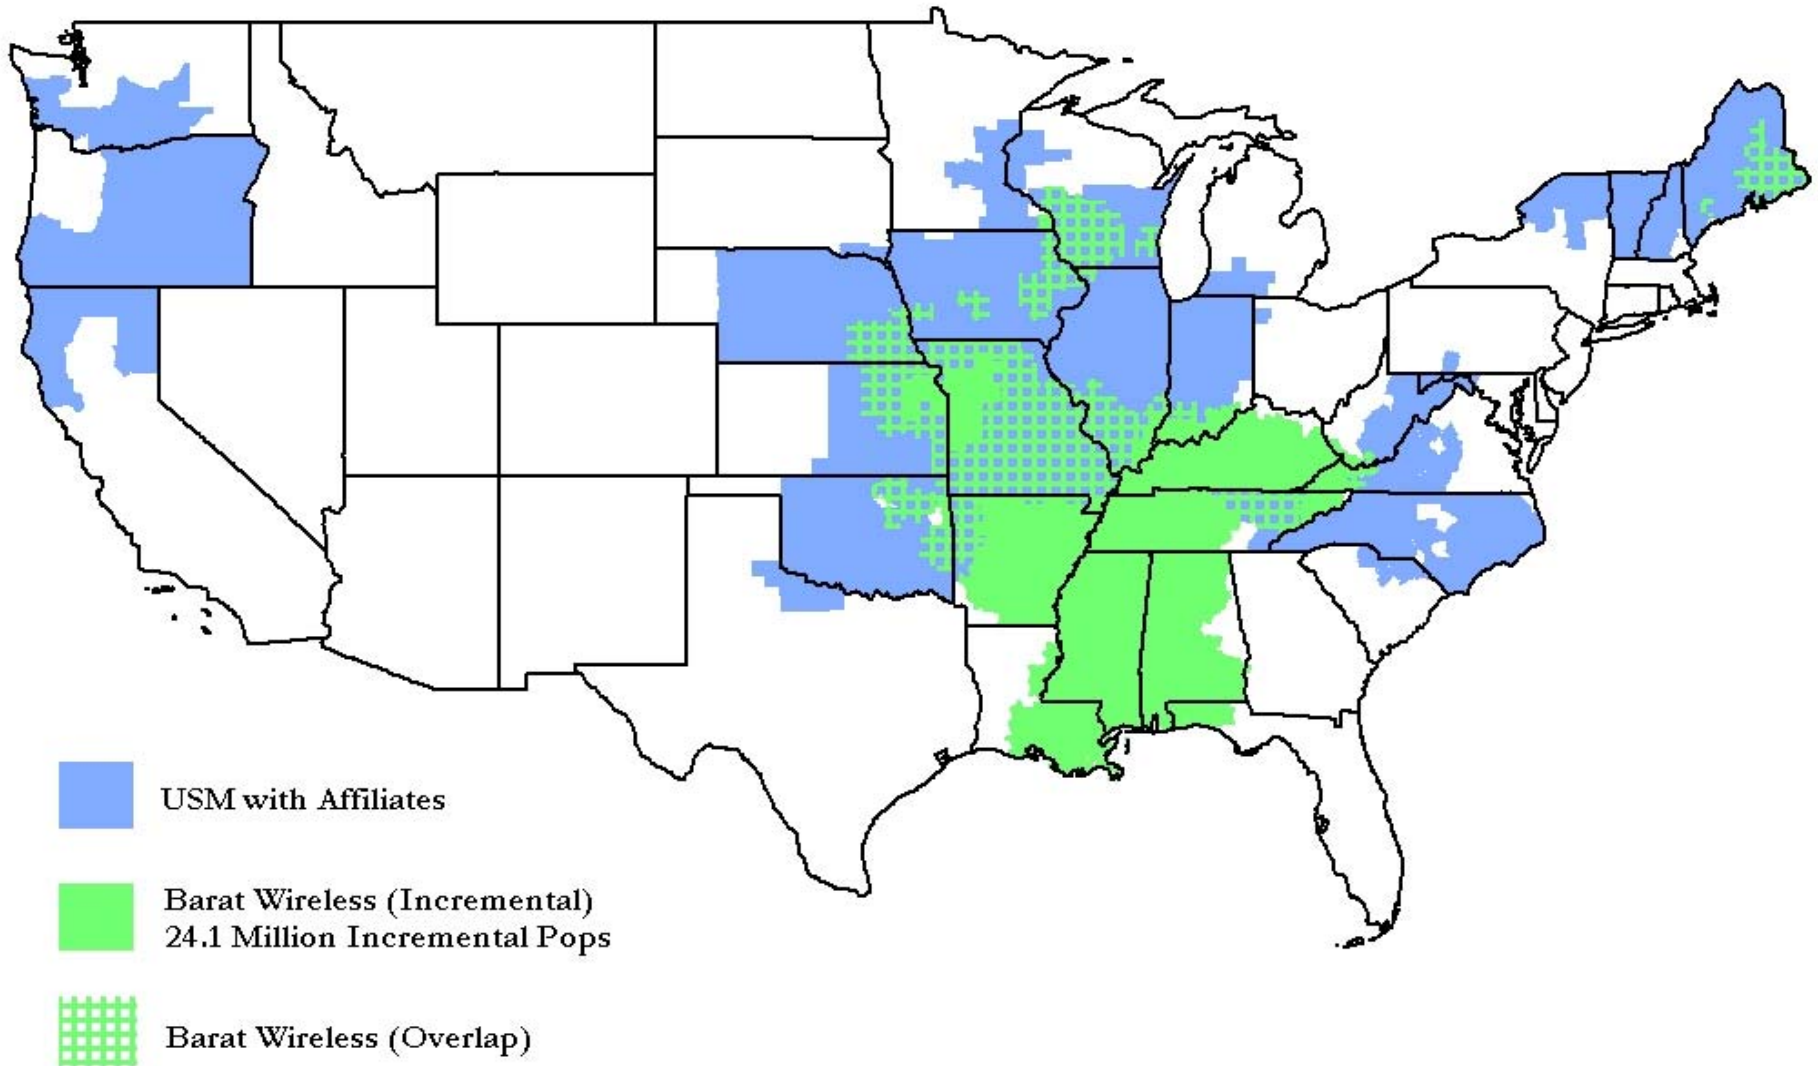 USM with Affiliates
Barat Wireless (Incremental)
24.1 Million Incremental Pops
Barat Wireless (Overlap)